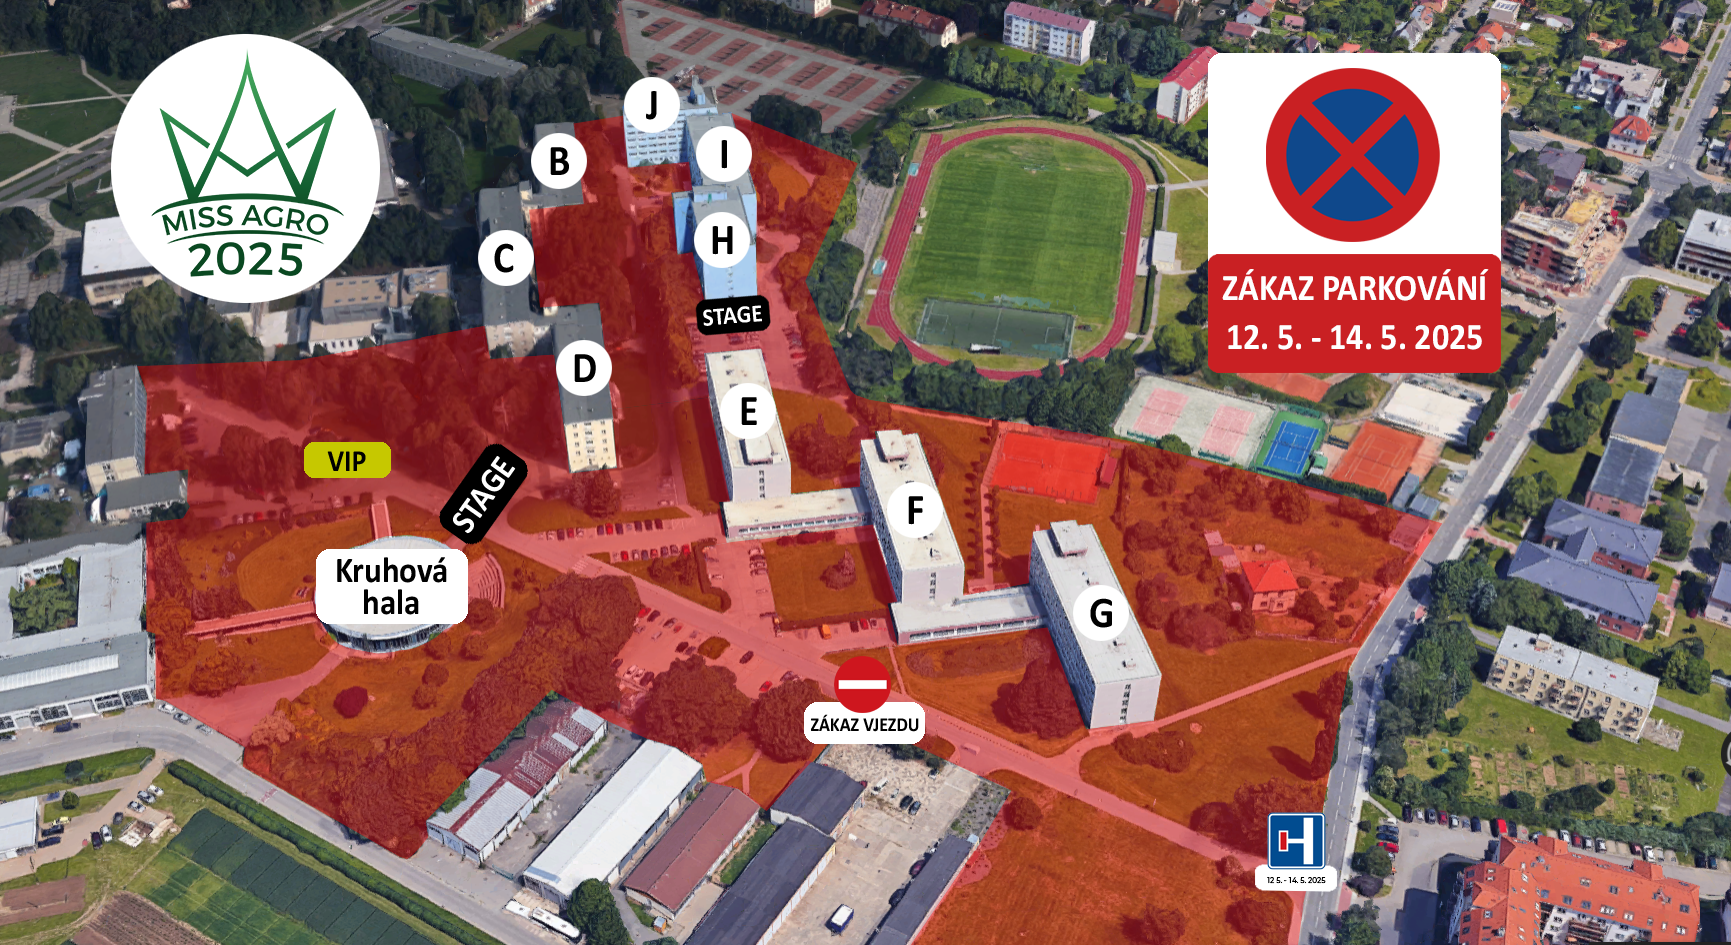 MISS AGRO
2025
J
B
I
C
H
STAGE
D
E
VIP
STAGE
F
Kruhová
hala
G
ZÁKAZ VJEZDU
ZÁKAZ PARKOVÁNÍ
12. 5. - 14. 5. 2025
12 5. - 14. 5. 2025